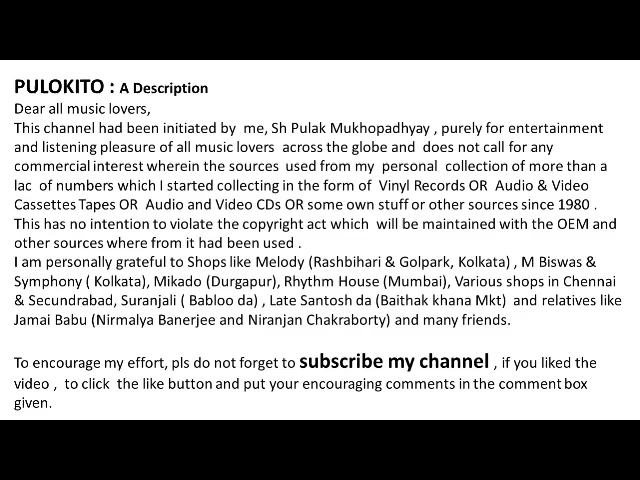 PULOKITO : A Description
Dear all music lovers,
This channel had been initiated by me, Sh Pulak Mukhopadhyay , purely for entertainment
and listening pleasure of all music lovers across the globe and does not call for any
commercial interest wherein the sources used from my personal collection of more than a
lac of numbers which I started collecting in the form of Vinyl Records OR Audio & Video
Cassettes Tapes OR Audio and Video CDs OR some own stuff or other sources since 1980 .
This has no intention to violate the copyright act which will be maintained with the OEM and
other sources where from it had been used .
I am personally grateful to Shops like Melody (Rashbihari & Golpark, Kolkata) , M Biswas &
Symphony ( Kolkata), Mikado (Durgapur), Rhythm House (Mumbai), Various shops in Chennai
& Secundrabad, Suranjali ( Babloo da) , Late Santosh da (Baithak khana Mkt) and relatives like
Jamai Babu (Nirmalya Banerjee and Niranjan Chakraborty) and many friends.
To encourage my effort, pls do not forget to subscribe my channel , if you liked the
video , to click the like button and put your encouraging comments in the comment box
given.